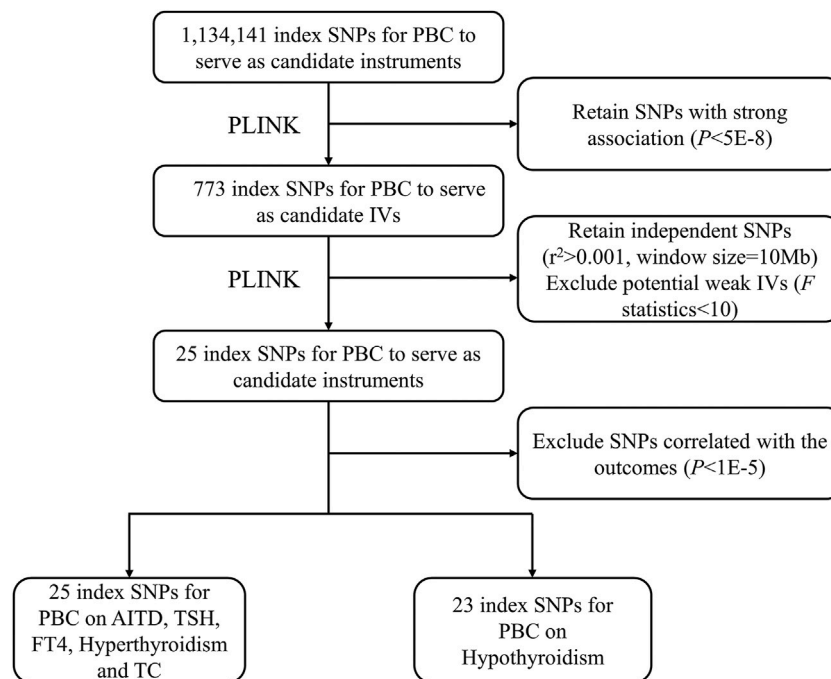 1,134,141 index SNPs for PBC to
serve as candidate instruments
PLINK
Retain SNPs with strong
association (P<5E-8)
773 index SNPs for PBC to serve
as candidate IVs
PLINK
Retain independent SNPs
(r²>0.001, window size=10Mb)
Exclude potential weak IVs (F
statistics<10)
25 index SNPs for PBC to serve as
candidate instruments
Exclude SNPs correlated with the
outcomes (P<1E-5)
25 index SNPs for
PBC on AITD, TSH,
FT4, Hyperthyroidism
and TC
23 index SNPs for
PBC on
Hypothyroidism